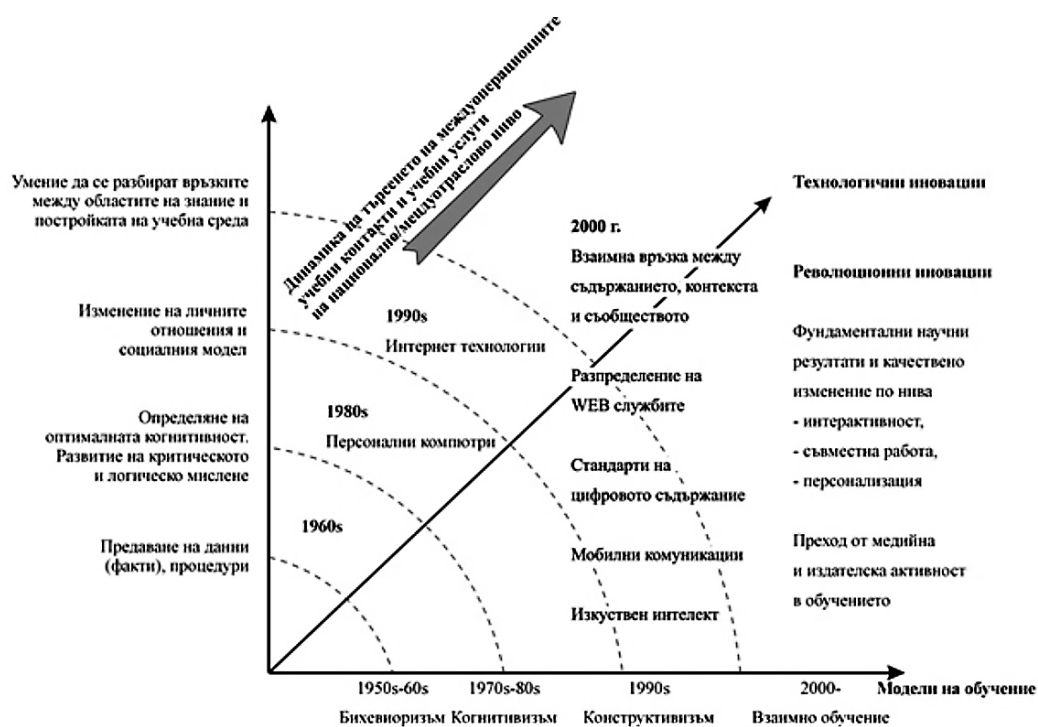 Динамика на търсенето на междуоперационните
учебни контакти и учебни услуги
на национално/междуотраслово ниво
Умение да се разбират връзките
между областите на знание и
постройката на учебна среда
Изменение на личните
отношения и
социалния модел
Определяне на
оптималната когнитивност.
Развитие на критическото
и логическо мислене
Предаване на данни
(факти), процедури
1960s
1980s
Персонални компютри
1990s
Интернет технологии
2000 г.
Взаимна връзка между
съдържанието, контекста
и съобществото
Разпределение на
WEB службите
Стандарти на
цифровото съдържание
Мобилни комуникации
Изкуствен интелект
Технологични иновации
Революционни иновации
Фундаментални научни
резултати и качествено
изменение по нива
- интерактивност,
- съвместна работа,
- персонализация
Преход от медийна
и издателска активност
в обучението
1950s-60s
1970s-80s
1990s
2000-
Модели на обучение
Бихевиоризъм
Когнитивизъм
Конструктивизъм
Взаимно обучение